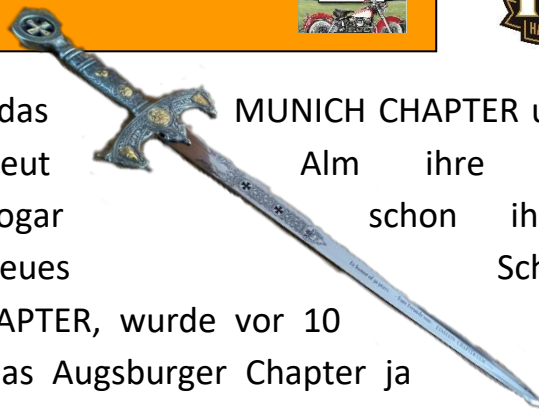 das MUNICH CHAPTER u
eut Alm ihre
ogar schon ih
eues Sch
APTER, wurde vor 10
as Augsburger Chapter ja